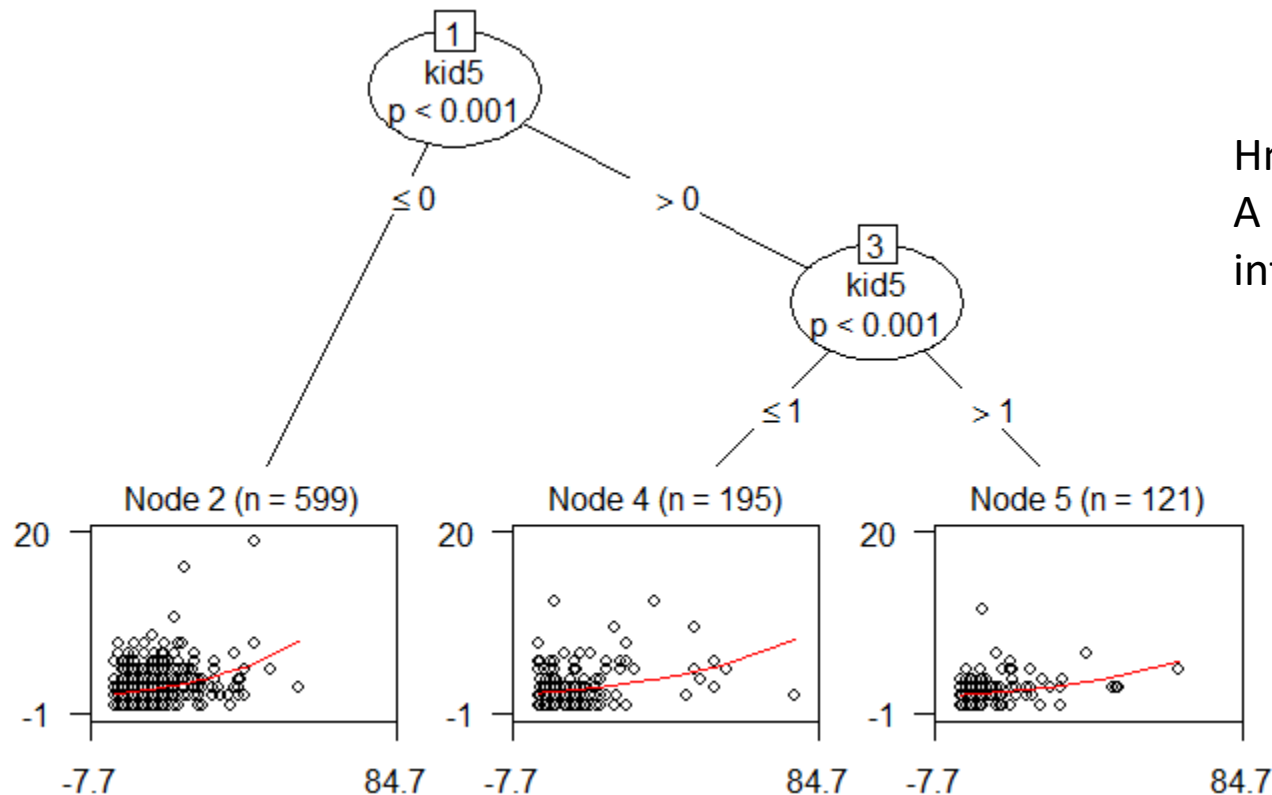 1
kid5
p < 0.001
≤ 0
> 0
3
kid5
p < 0.001
A
≤ 1
> 1
Node 2 (n = 599)
20
-1
-7.7 84.7
Node 4 (n = 195)
20
-1
-7.7 84.7
Node 5 (n = 121)
20
-1
-7.7 84.7